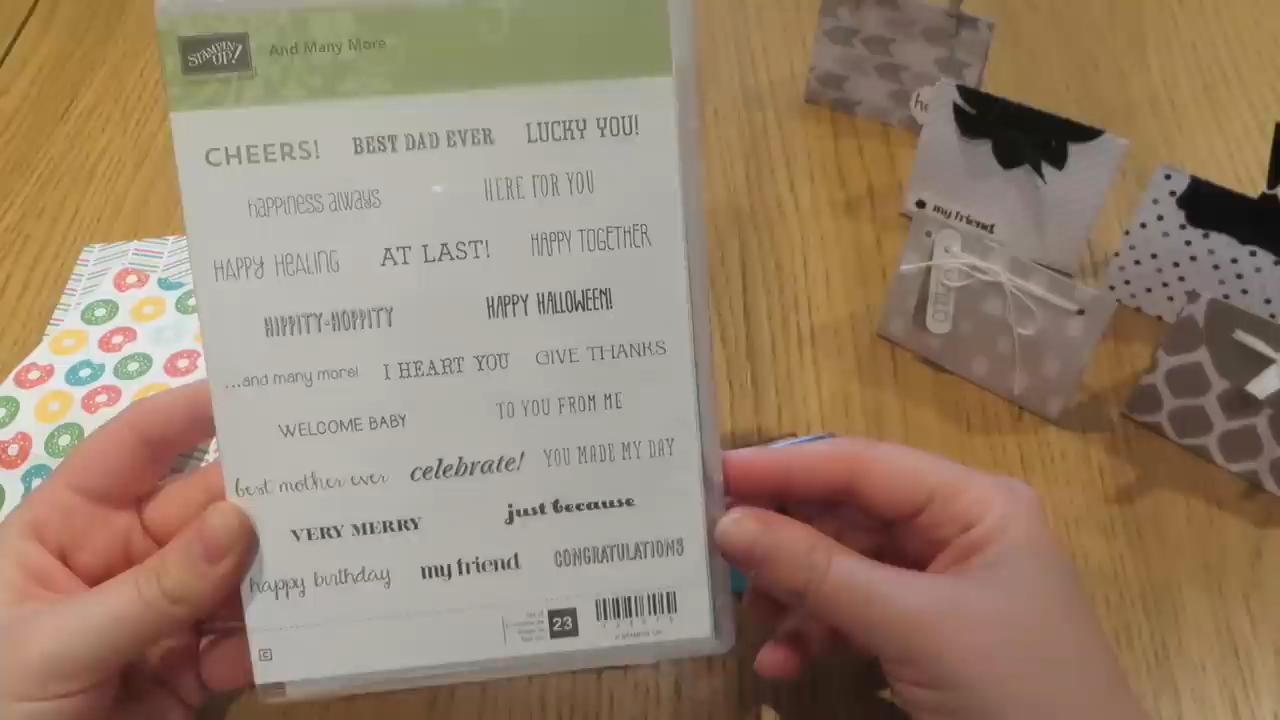 STAMPIN' UP! And Many More
CHEERS! BEST DAD EVER LUCKY YOU!
happiness always HERE FOR YOU
HAPPY HEALING AT LAST! HAPPY TOGETHER
HIPPITY-HOPPITY HAPPY HALLOWEEN!
...and many more! I HEART YOU GIVE THANKS
WELCOME BABY TO YOU FROM ME
best mother ever celebrate! YOU MADE MY DAY
VERY MERRY just because
happy birthday my friend CONGRATULATIONS
23
my friend